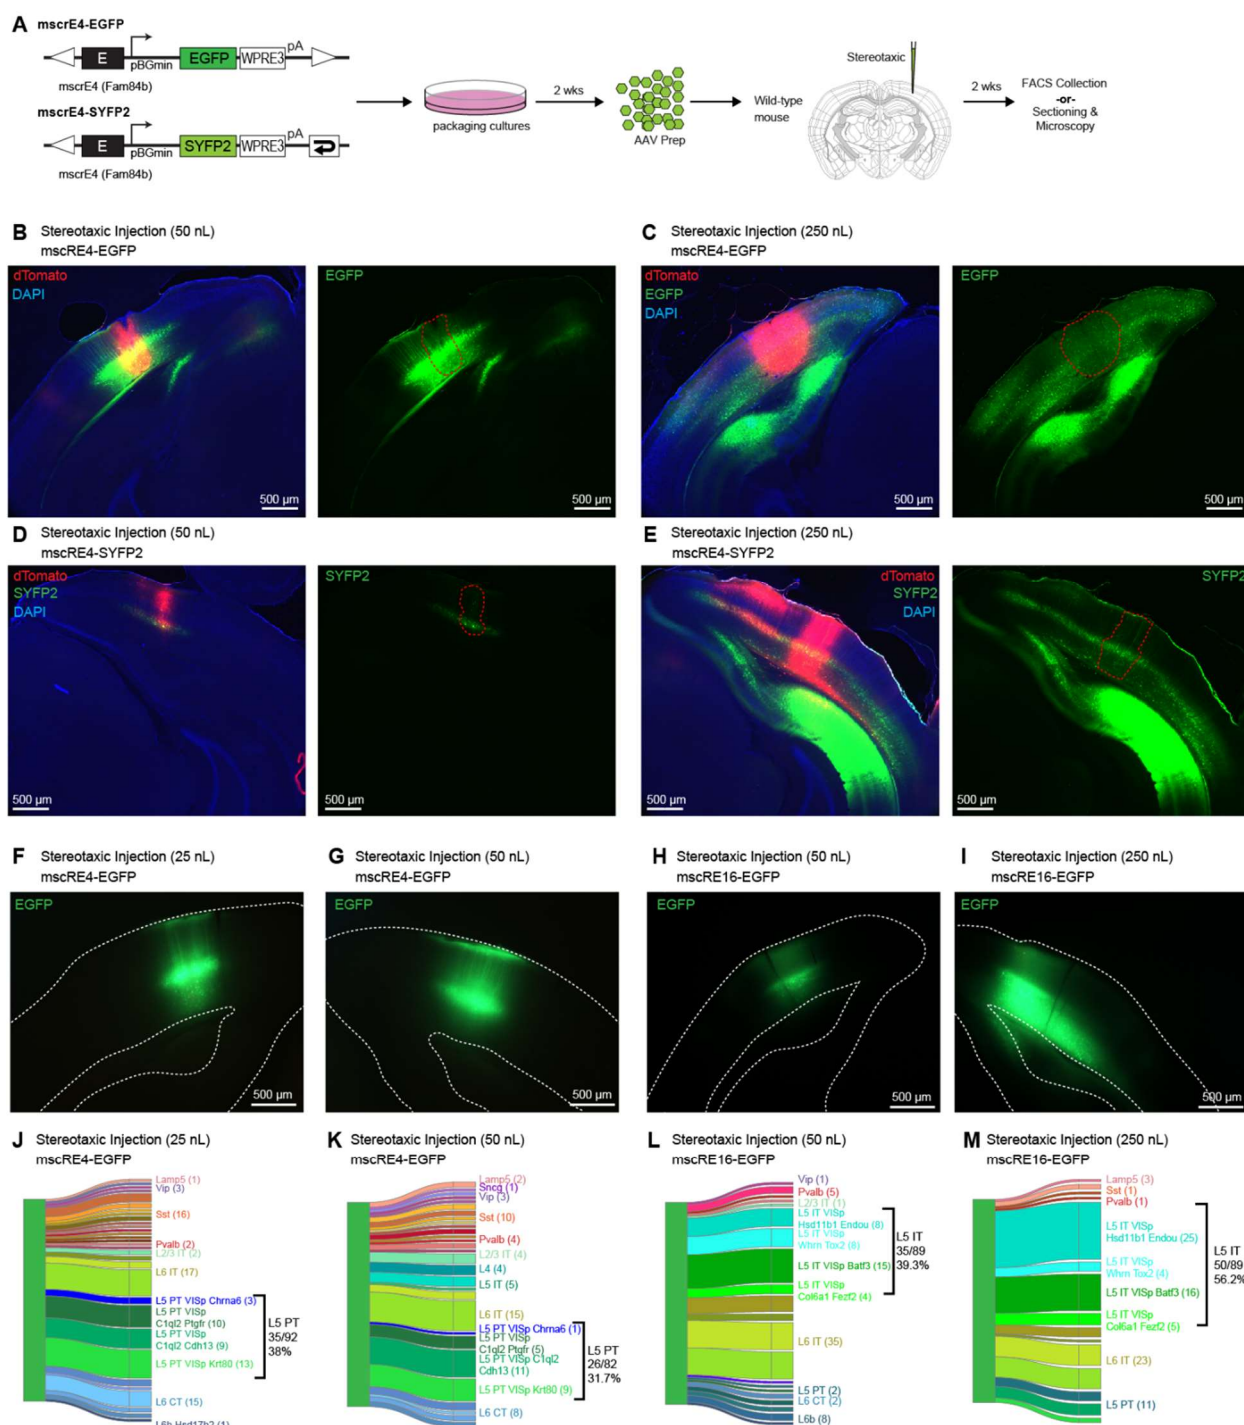 A
mscrE4-EGFP
E
pBGmin
EGFP
WPRE3
pA
mscrE4 (Fam84b)
mscrE4-SYFP2
E
pBGmin
SYFP2
WPRE3
pA
mscrE4 (Fam84b)
packaging cultures
2 wks
AAV Prep
Wild-type
mouse
Stereotaxic
2 wks
FACS Collection
-or-
Sectioning &
Microscopy
B Stereotaxic Injection (50 nL)
mscRE4-EGFP
dTomato
DAPI
500 µm
EGFP
500 µm
C Stereotaxic Injection (250 nL)
mscRE4-EGFP
dTomato
EGFP
DAPI
500 µm
EGFP
500 µm
D Stereotaxic Injection (50 nL)
mscRE4-SYFP2
dTomato
SYFP2
DAPI
500 µm
SYFP2
500 µm
E Stereotaxic Injection (250 nL)
mscRE4-SYFP2
dTomato
SYFP2
DAPI
500 µm
SYFP2
500 µm
F Stereotaxic Injection (25 nL)
mscRE4-EGFP
EGFP
500 µm
G Stereotaxic Injection (50 nL)
mscRE4-EGFP
EGFP
500 µm
H Stereotaxic Injection (50 nL)
mscRE16-EGFP
EGFP
500 µm
I Stereotaxic Injection (250 nL)
mscRE16-EGFP
EGFP
500 µm
J Stereotaxic Injection (25 nL)
mscRE4-EGFP
Lamp5 (1)
Vip (3)
Sst (16)
Pvalb (2)
L2/3 IT (2)
L6 IT (17)
L5 PT VISp Chrna6 (3)
L5 PT VISp
C1ql2 Ptgfr (10)
L5 PT VISp
C1ql2 Cdh13 (9)
L5 PT VISp Krt80 (13)
L6 CT (15)
L6b Hsd17b2 (1)
L5 PT
35/92
38%
K Stereotaxic Injection (50 nL)
mscRE4-EGFP
Lamp5 (2)
Sncg (1)
Vip (3)
Sst (10)
Pvalb (4)
L2/3 IT (4)
L4 (4)
L5 IT (5)
L6 IT (15)
L5 PT VISp Chrna6 (1)
L5 PT VISp
C1ql2 Ptgfr (5)
L5 PT VISp C1ql2
Cdh13 (11)
L5 PT VISp Krt80 (9)
L6 CT (8)
L5 PT
26/82
31.7%
L Stereotaxic Injection (50 nL)
mscRE16-EGFP
Vip (1)
Pvalb (5)
L2/3 IT (1)
L5 IT VISp
Hsd11b1 Endou (8)
L5 IT VISp
Whrn Tox2 (8)
L5 IT VISp Batf3 (15)
L5 IT VISp
Col6a1 Fezf2 (4)
L6 IT (35)
L5 PT (2)
L6 CT (2)
L6b (8)
L5 IT
35/89
39.3%
M Stereotaxic Injection (250 nL)
mscRE16-EGFP
Lamp5 (3)
Sst (1)
Pvalb (1)
L5 IT VISp
Hsd11b1 Endou (25)
L5 IT VISp
Whrn Tox2 (4)
L5 IT VISp Batf3 (16)
L5 IT VISp
Col6a1 Fezf2 (5)
L6 IT (23)
L5 PT (11)
L5 IT
50/89
56.2%